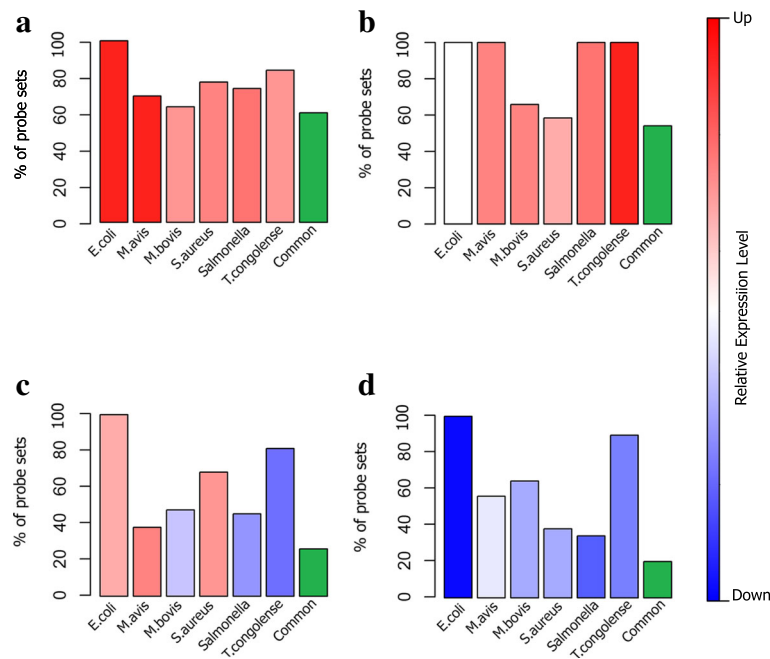 a
% of probe sets
100
80
60
40
20
0
E.coli
M.avis
M.bovis
S.aureus
Salmonella
T.congolense
Common
b
% of probe sets
100
80
60
40
20
0
E.coli
M.avis
M.bovis
S.aureus
Salmonella
T.congolense
Common
c
% of probe sets
100
80
60
40
20
0
E.coli
M.avis
M.bovis
S.aureus
Salmonella
T.congolense
Common
d
% of probe sets
100
80
60
40
20
0
E.coli
M.avis
M.bovis
S.aureus
Salmonella
T.congolense
Common
Up
Relative Expressiion Level
Down